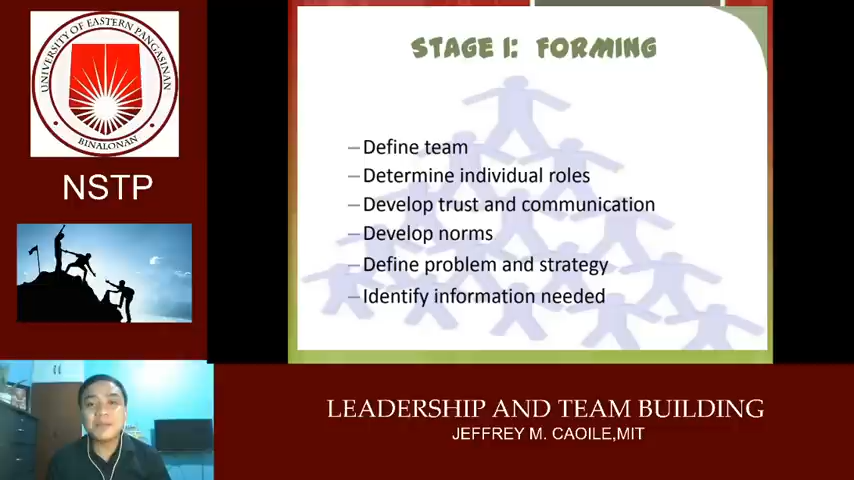 UNIVERSITY OF EASTERN PANGASINAN
BINALONAN
NSTP
STAGE 1: FORMING
–Define team
–Determine individual roles
–Develop trust and communication
–Develop norms
–Define problem and strategy
–Identify information needed
LEADERSHIP AND TEAM BUILDING
JEFFREY M. CAOILE,MIT